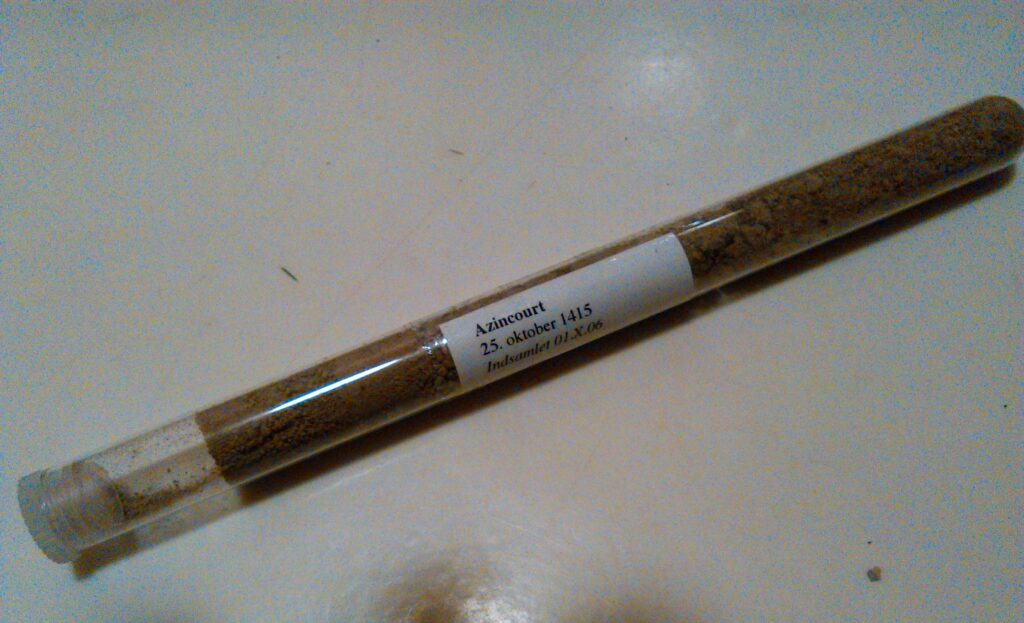 Azincourt
25. oktober 1415
Indsamlet 01.X.06